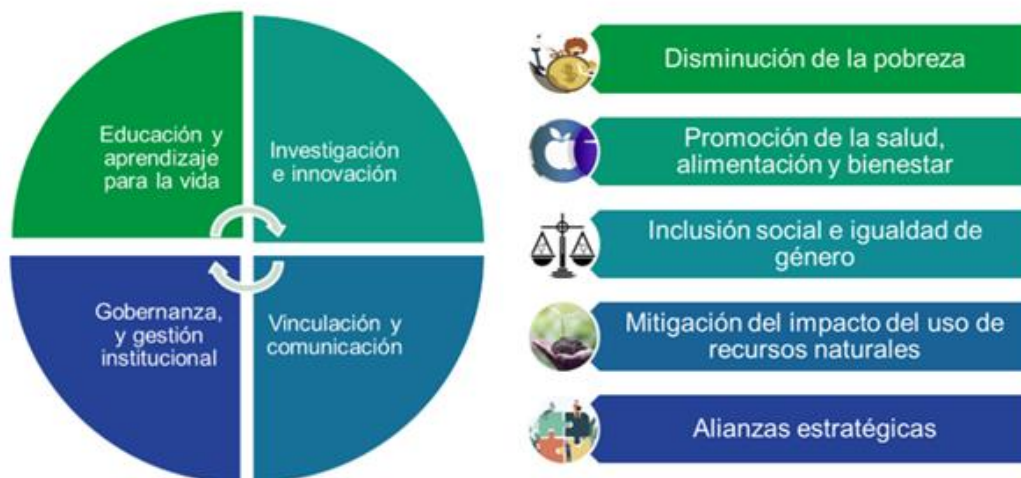 Educación y
aprendizaje
para la vida
Investigación
e innovación
Gobernanza,
y gestión
institucional
Vinculación y
comunicación
Disminución de la pobreza
Promoción de la salud,
alimentación y bienestar
Inclusión social e igualdad de
género
Mitigación del impacto del uso de
recursos naturales
Alianzas estratégicas